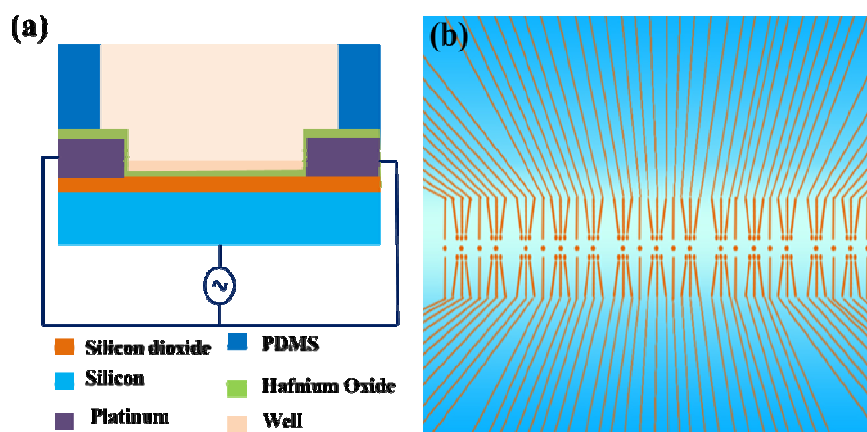 (a)
(b)
Silicon dioxide
PDMS
Silicon
Hafnium Oxide
Platinum
Well